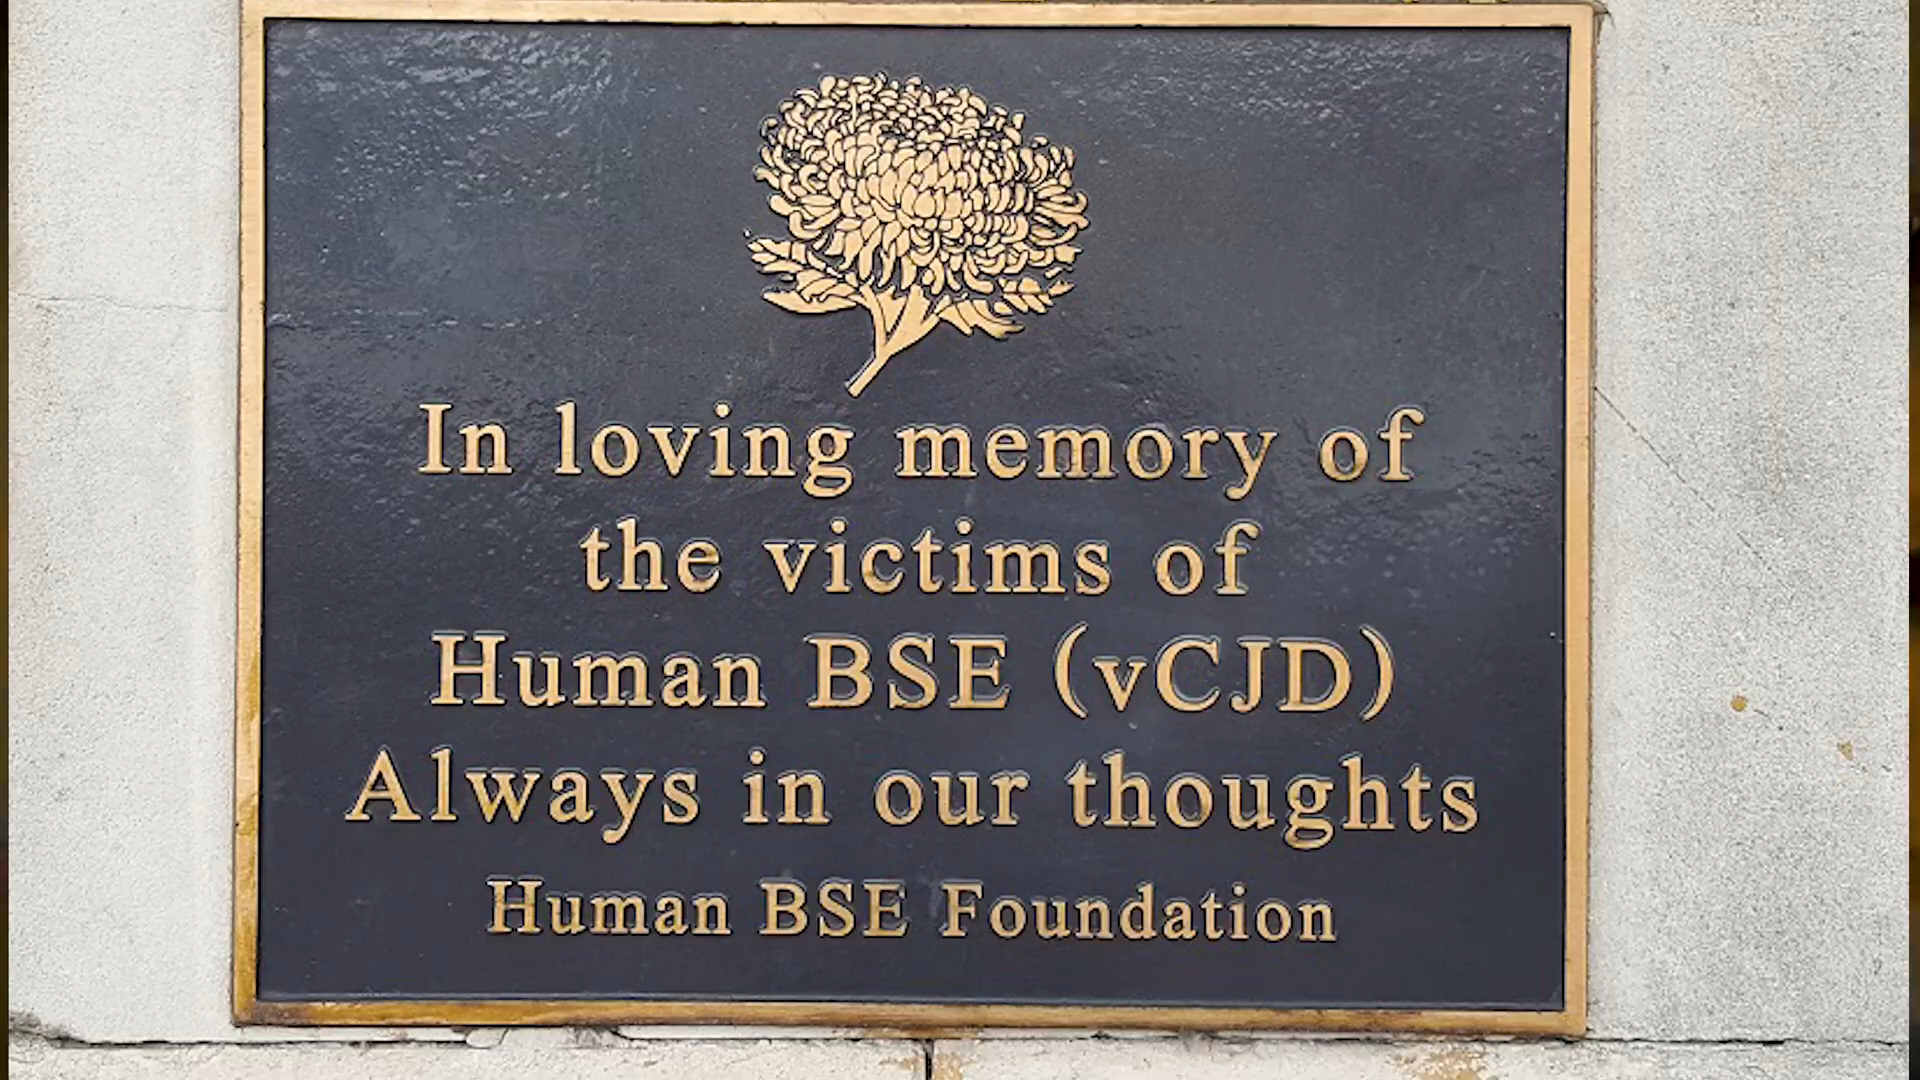 In loving memory of
the victims of
Human BSE (vCJD)
Always in our thoughts
Human BSE Foundation